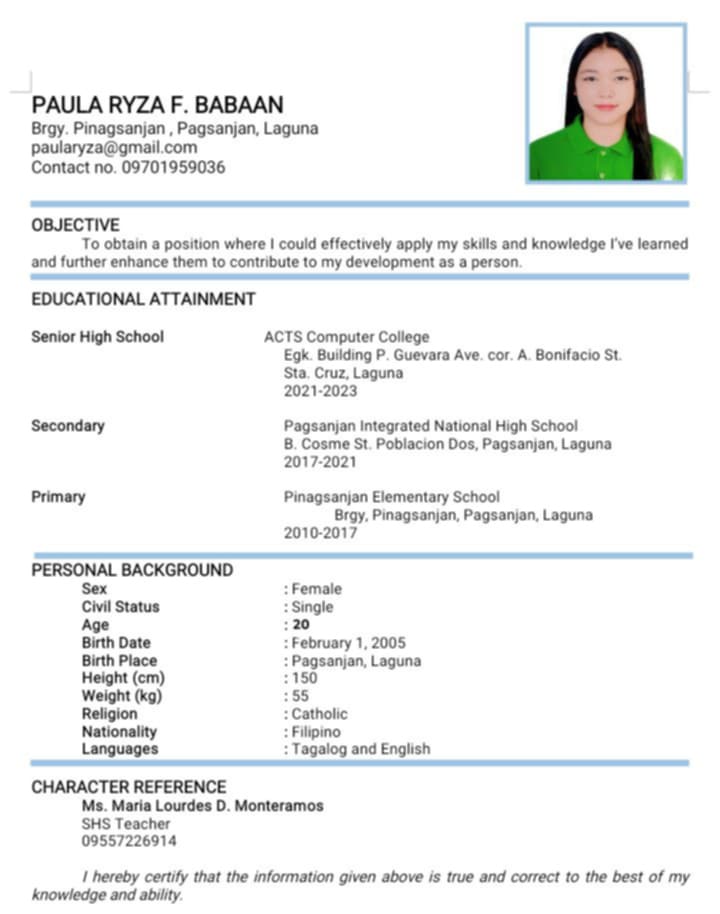 PAULA RYZA F. BABAAN
Brgy. Pinagsanjan , Pagsanjan, Laguna
paularyza@gmail.com
Contact no. 09701959036
OBJECTIVE
To obtain a position where I could effectively apply my skills and knowledge I've learned
and further enhance them to contribute to my development as a person.
EDUCATIONAL ATTAINMENT
Senior High School ACTS Computer College
Egk. Building P. Guevara Ave. cor. A. Bonifacio St.
Sta. Cruz, Laguna
2021-2023
Secondary Pagsanjan Integrated National High School
B. Cosme St. Poblacion Dos, Pagsanjan, Laguna
2017-2021
Primary Pinagsanjan Elementary School
Brgy, Pinagsanjan, Pagsanjan, Laguna
2010-2017
PERSONAL BACKGROUND
Sex : Female
Civil Status : Single
Age : 20
Birth Date : February 1, 2005
Birth Place : Pagsanjan, Laguna
Height (cm) : 150
Weight (kg) : 55
Religion : Catholic
Nationality : Filipino
Languages : Tagalog and English
CHARACTER REFERENCE
Ms. Maria Lourdes D. Monteramos
SHS Teacher
09557226914
I hereby certify that the information given above is true and correct to the best of my
knowledge and ability.